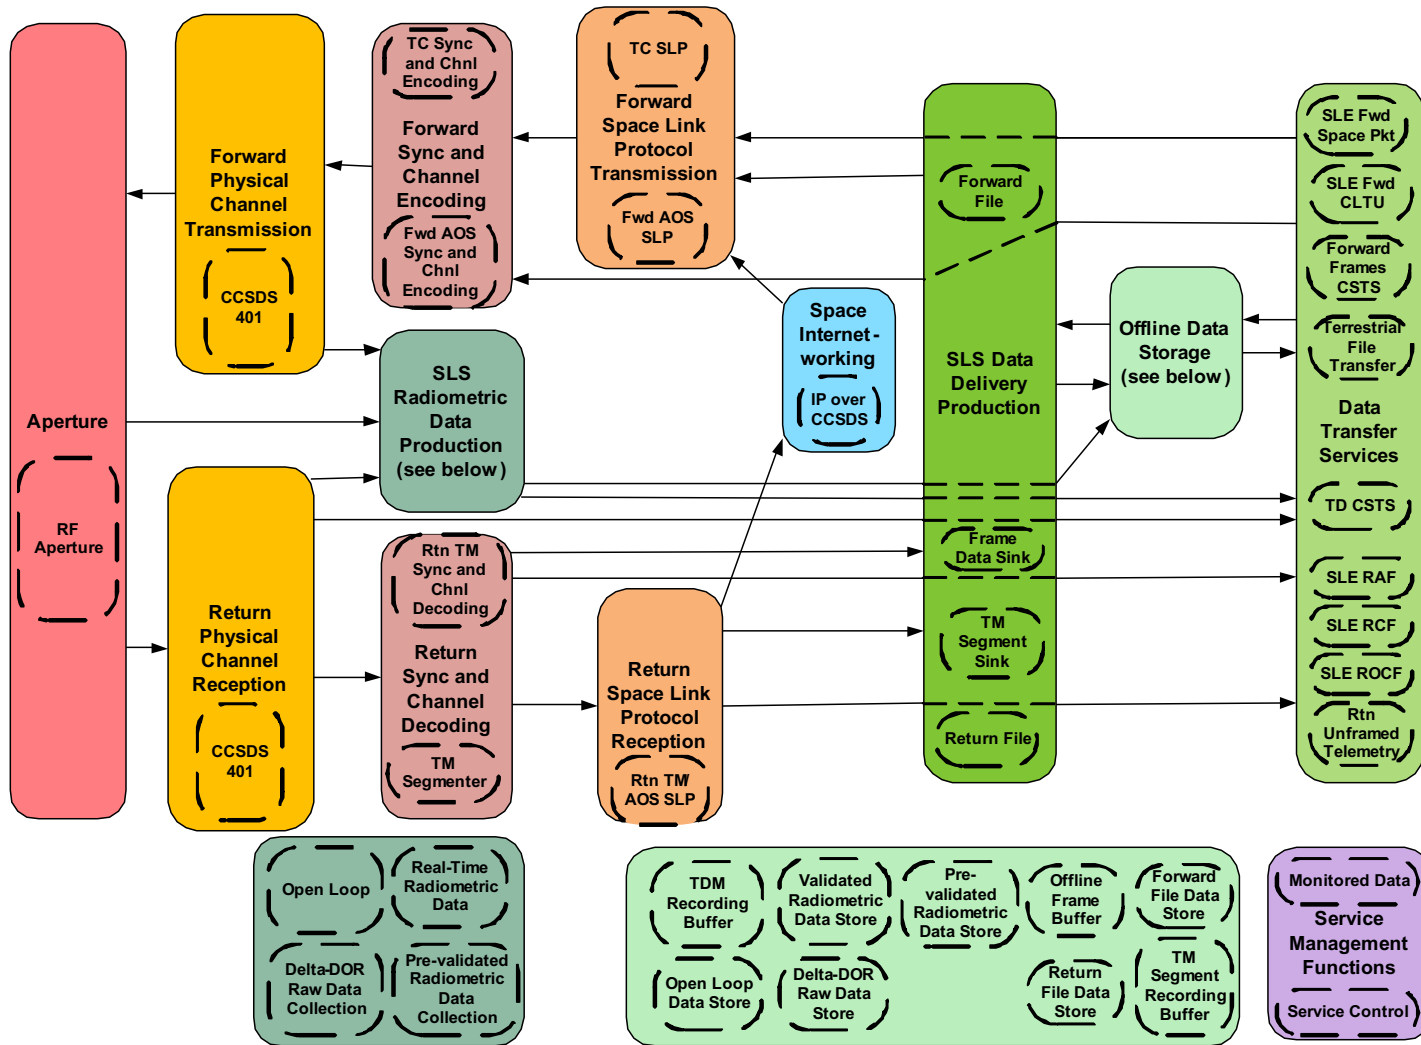 Aperture
RF
Aperture
Forward
Physical
Channel
Transmission
CCSDS
401
Return
Physical
Channel
Reception
CCSDS
401
TC Sync
and Chnl
Encoding
Forward
Sync and
Channel
Encoding
Fwd AOS
Sync and
Chnl
Encoding
SLS
Radiometric
Data
Production
(see below)
Rtn TM
Sync and
Chnl
Decoding
Return
Sync and
Channel
Decoding
TM
Segmenter
TC SLP
Forward
Space Link
Protocol
Transmission
Fwd AOS
SLP
Space
Internet-
working
IP over
CCSDS
Return
Space Link
Protocol
Reception
Rtn TM/
AOS SLP
Forward
File
SLS Data
Delivery
Production
Frame
Data Sink
TM
Segment
Sink
Return File
Offline Data
Storage
(see below)
SLE Fwd
Space Pkt
SLE Fwd
CLTU
Forward
Frames
CSTS
Terrestrial
File
Transfer
Data
Transfer
Services
TD CSTS
SLE RAF
SLE RCF
SLE ROCF
Rtn
Unframed
Telemetry
Open Loop
Real-Time
Radiometric
Data
Delta-DOR
Raw Data
Collection
Pre-validated
Radiometric
Data
Collection
TDM
Recording
Buffer
Validated
Radiometric
Data Store
Pre-
validated
Radiometric
Data Store
Offline
Frame
Buffer
Forward
File Data
Store
Open Loop
Data Store
Delta-DOR
Raw Data
Store
Return
File Data
Store
TM
Segment
Recording
Buffer
Monitored Data
Service
Management
Functions
Service Control